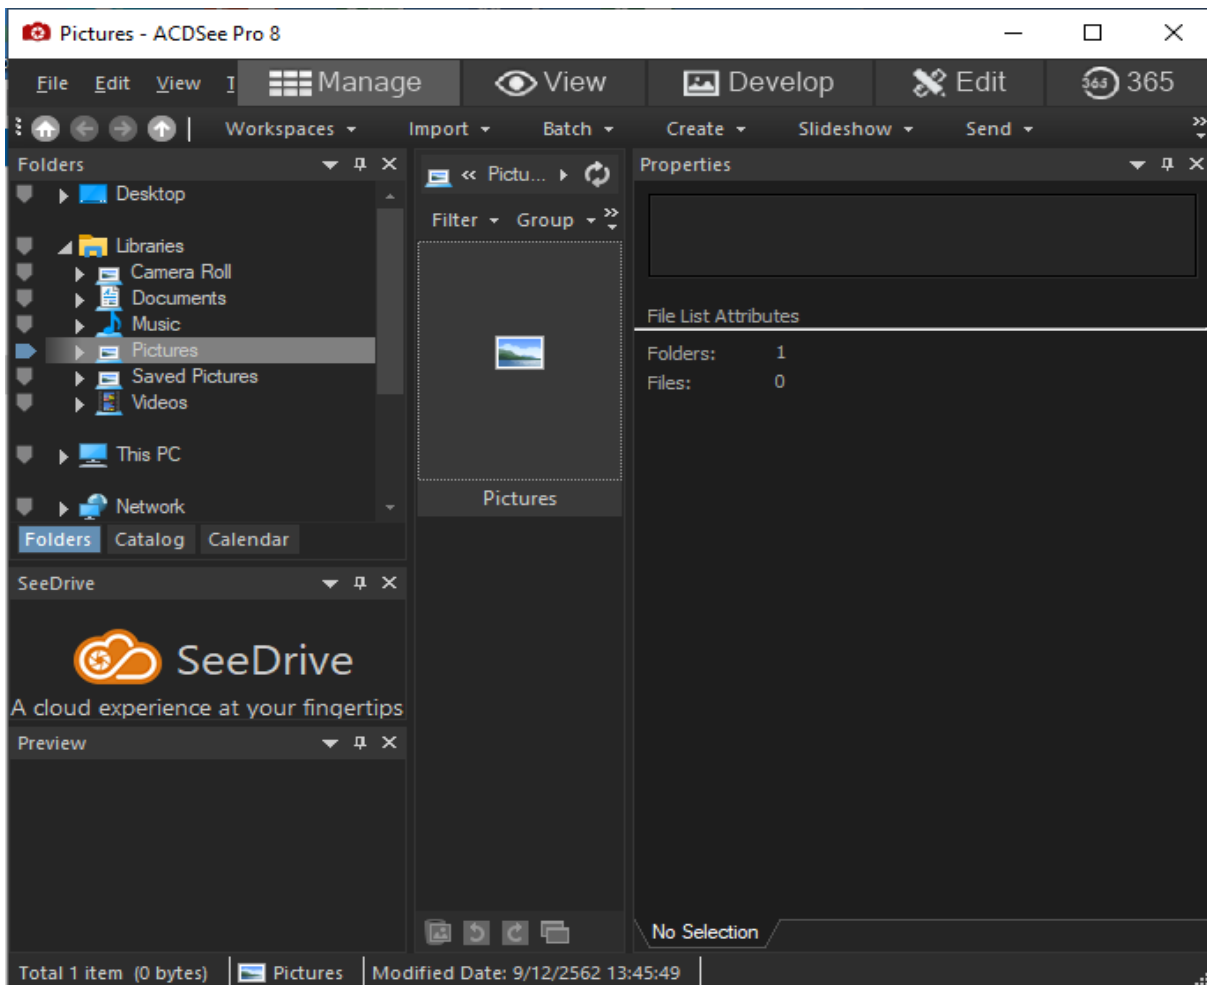 Pictures - ACDSee Pro 8
File Edit View T Manage View Develop Edit 365 365
Workspaces Import Batch Create Slideshow Send
Folders
Desktop
Libraries
Camera Roll
Documents
Music
Pictures
Saved Pictures
Videos
This PC
Network
Folders Catalog Calendar
SeeDrive
SeeDrive
A cloud experience at your fingertips
Preview
Pictu...
Filter Group
Pictures
Properties
File List Attributes
Folders: 1
Files: 0
No Selection
Total 1 item (0 bytes) Pictures Modified Date: 9/12/2562 13:45:49